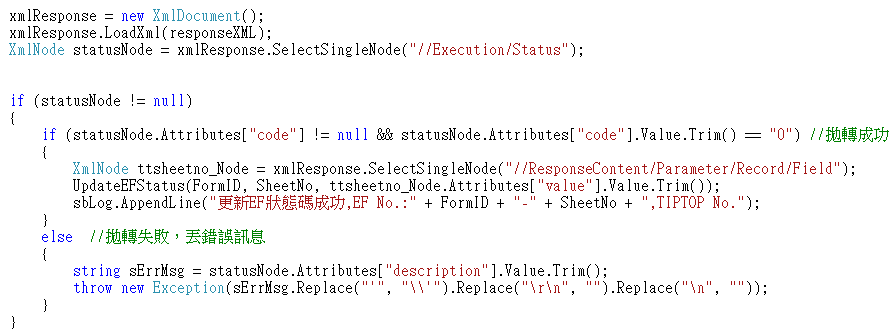 xmlResponse = new XmlDocument();
xmlResponse.LoadXml(responseXML);
XmlNode statusNode = xmlResponse.SelectSingleNode("//Execution/Status");
if (statusNode != null)
{
if (statusNode.Attributes["code"] != null && statusNode.Attributes["code"].Value.Trim() == "0") //拋轉成功
{
XmlNode ttsheetno_Node = xmlResponse.SelectSingleNode("//ResponseContent/Parameter/Record/Field");
UpdateEFStatus(FormID, SheetNo, ttsheetno_Node.Attributes["value"].Value.Trim());
sbLog.AppendLine("更新EF狀態碼成功,EF No.:" + FormID + "-" + SheetNo + ",TIPTOP No.");
}
else //拋轉失敗，丟錯誤訊息
{
string sErrMsg = statusNode.Attributes["description"].Value.Trim();
throw new Exception(sErrMsg.Replace("'", "\\'").Replace("\r\n", "").Replace("\n", ""));
}
}